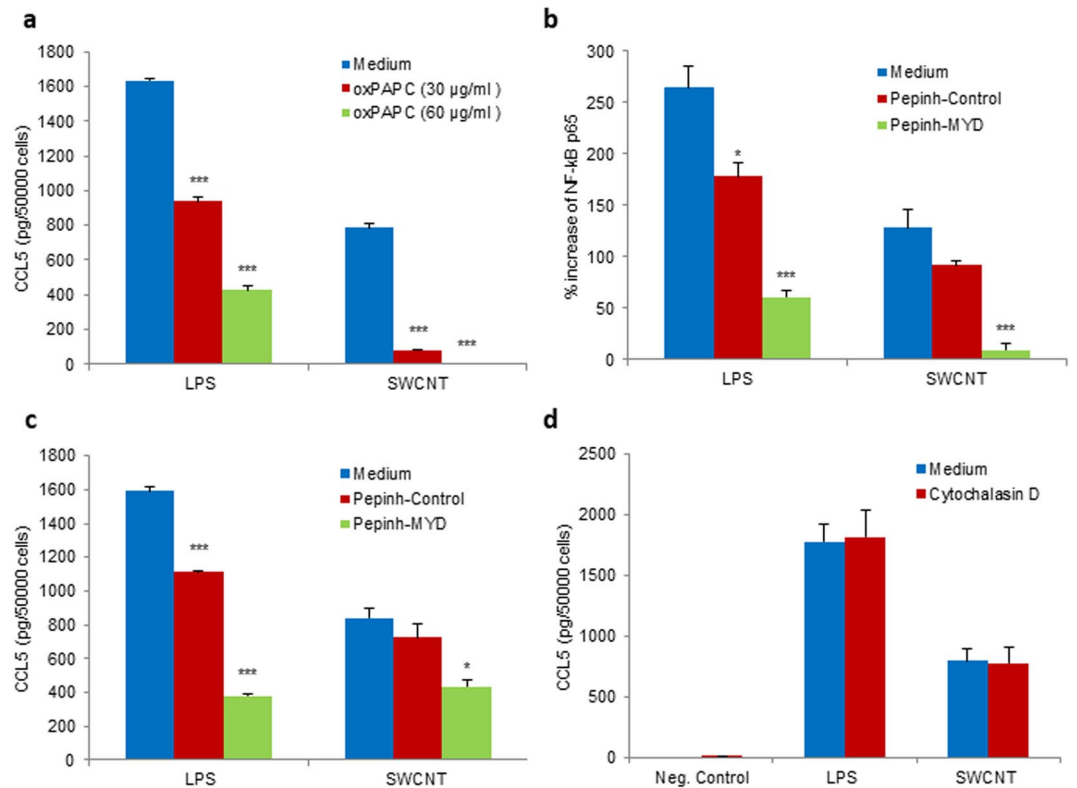 a
1800
1600
1400
1200
1000
800
600
400
200
0
CCL5 (pg/50000 cells)
Medium
oxPAPC (30 µg/ml )
oxPAPC (60 µg/ml )
***
***
***
***
LPS
SWCNT
b
300
250
200
150
100
50
0
% increase of NF-kB p65
Medium
Pepinh-Control
Pepinh-MYD
*
***
***
LPS
SWCNT
c
1800
1600
1400
1200
1000
800
600
400
200
0
CCL5 (pg/50000 cells)
Medium
Pepinh-Control
Pepinh-MYD
***
***
*
LPS
SWCNT
d
2500
2000
1500
1000
500
0
CCL5 (pg/50000 cells)
Medium
Cytochalasin D
Neg. Control
LPS
SWCNT